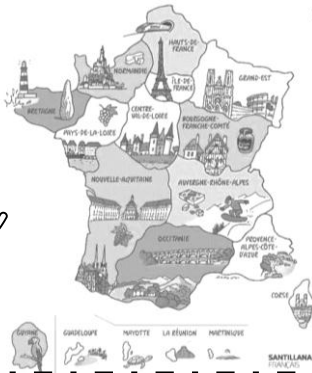 HAUTS-DE-
FRANCE
NORMANDIE
ÎLE-DE-
FRANCE
GRAND-EST
BRETAGNE
PAYS-DE-LA-LOIRE
CENTRE-
VAL-DE-LOIRE
BOURGOGNE-
FRANCHE-COMTÉ
NOUVELLE-AQUITAINE
AUVERGNE-RHÔNE-ALPES
OCCITANIE
PROVENCE-
ALPES-CÔTE-
D'AZUR
CORSE
GUYANE
GUADELOUPE
MAYOTTE
LA RÉUNION
MARTINIQUE
SANTILLANA
FRANÇAIS